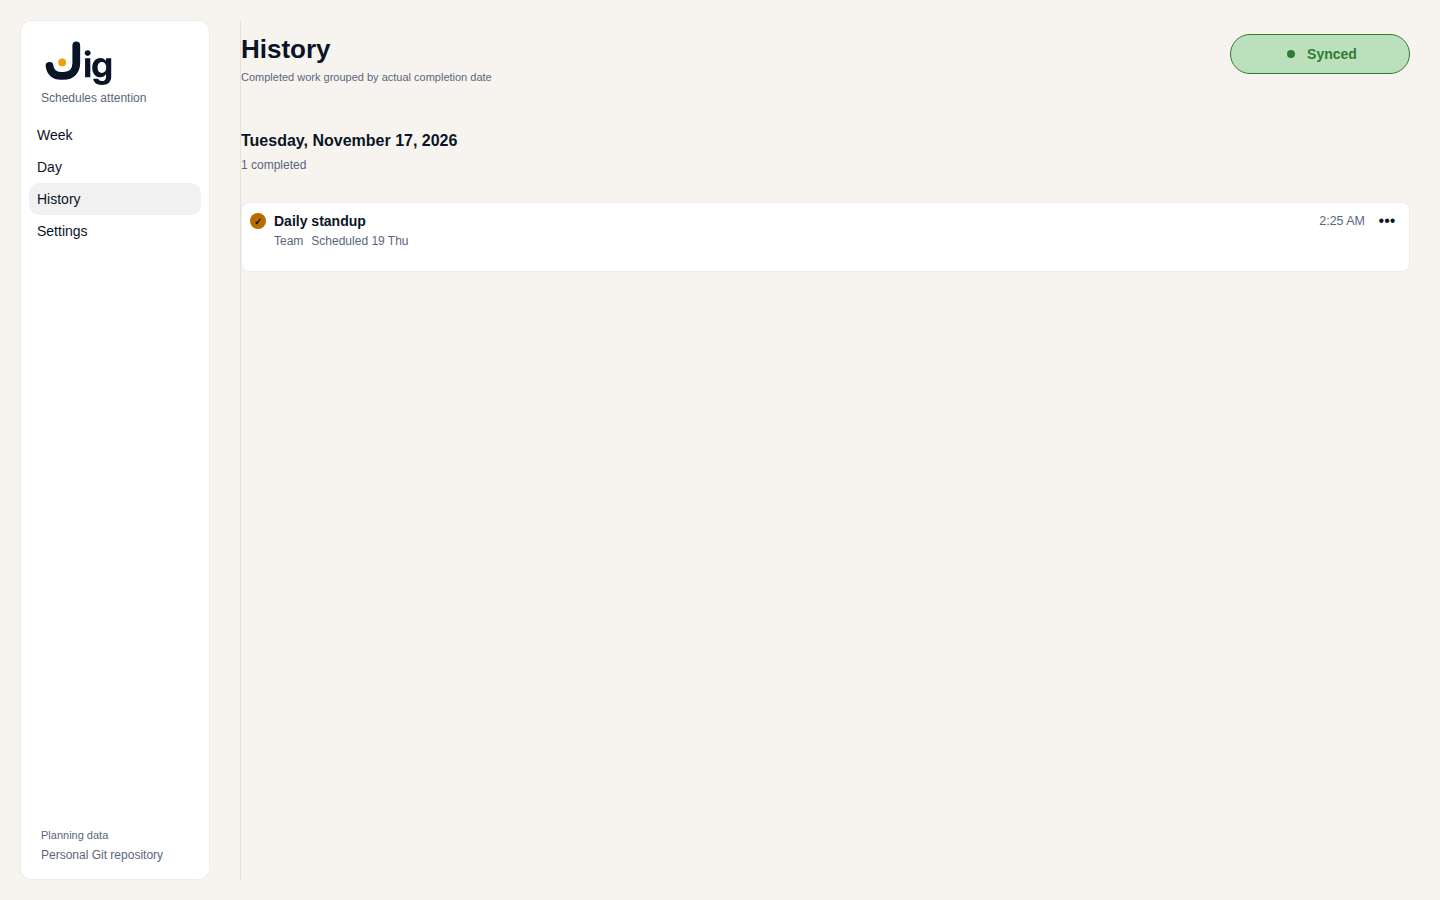 Jig
Schedules attention
Week
Day
History
Settings
Planning data
Personal Git repository
History
Completed work grouped by actual completion date
Synced
Tuesday, November 17, 2026
1 completed
✓ Daily standup 2:25 AM •••
Team Scheduled 19 Thu